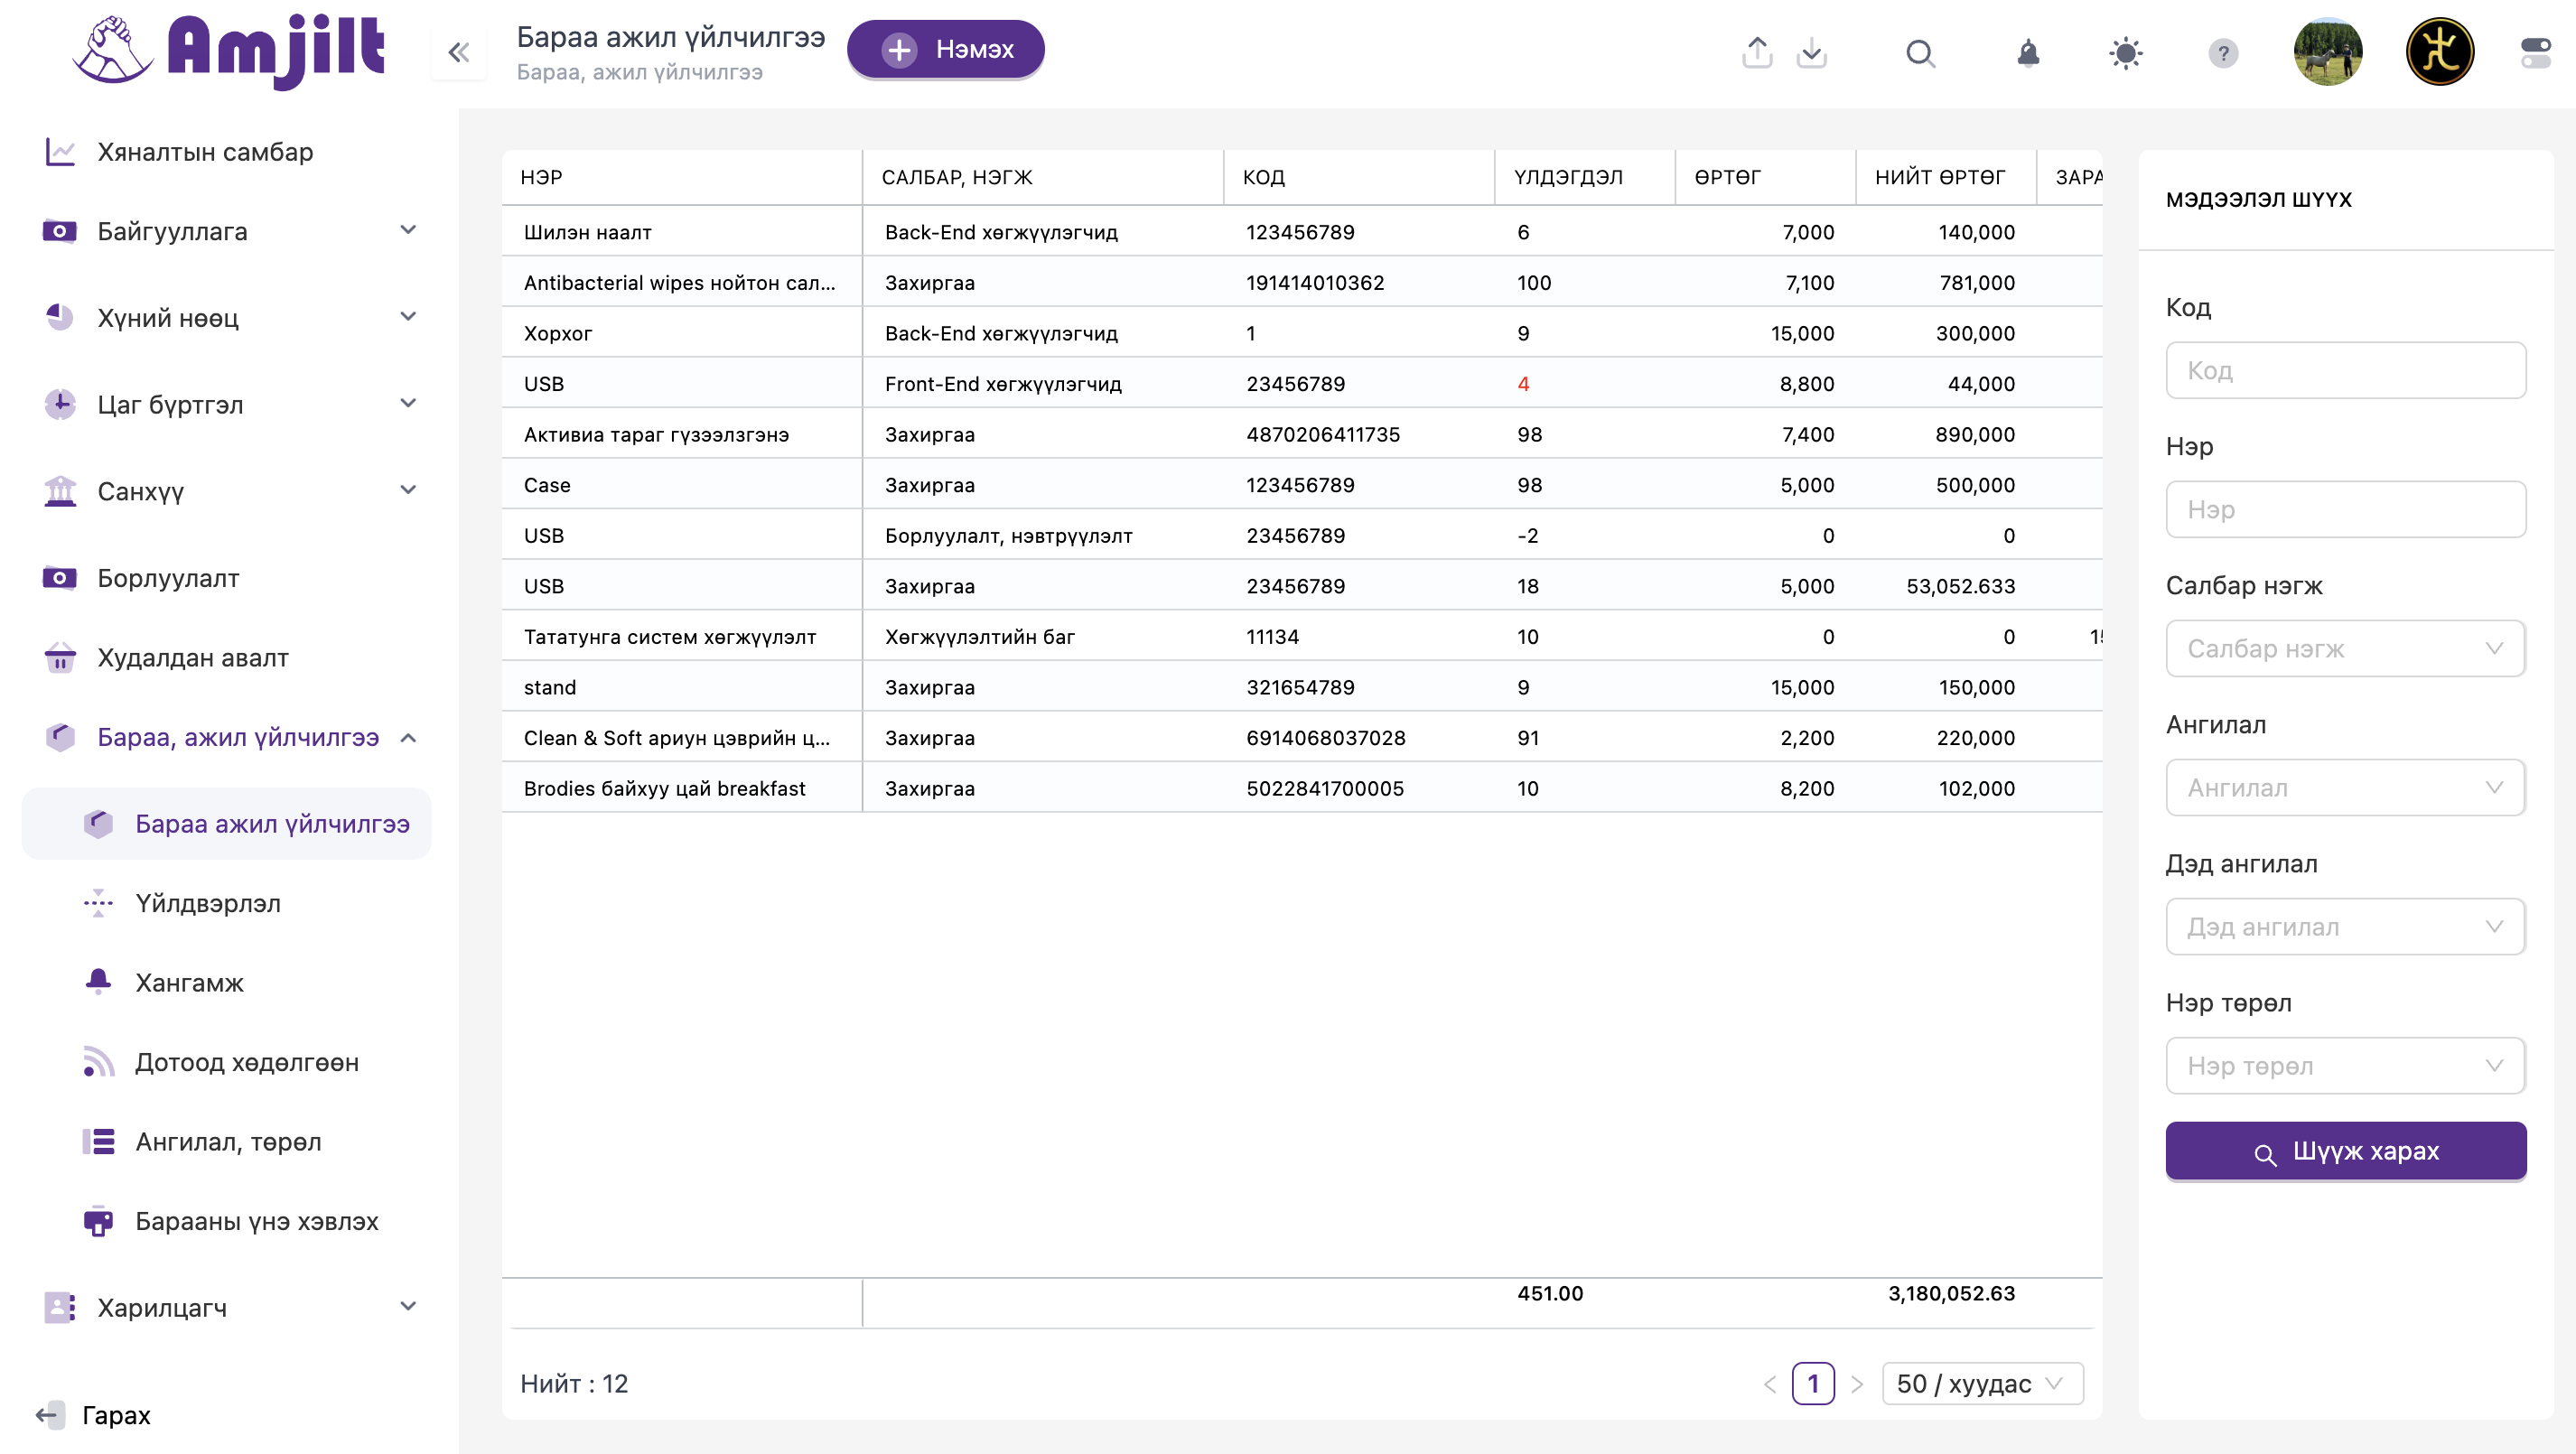 Amjilt
Бараа ажил үйлчилгээ
Бараа, ажил үйлчилгээ
Нэмэх
Хяналтын самбар
Байгууллага
Хүний нөөц
Цаг бүртгэл
Санхүү
Борлуулалт
Худалдан авалт
Бараа, ажил үйлчилгээ
Бараа ажил үйлчилгээ
Үйлдвэрлэл
Хангамж
Дотоод хөдөлгөөн
Ангилал, төрөл
Барааны үнэ хэвлэх
Харилцагч
Гарах
НЭР САЛБАР, НЭГЖ КОД ҮЛДЭГДЭЛ ӨРТӨГ НИЙТ ӨРТӨГ ЗАРА
Шилэн наалт Back-End хөгжүүлэгчид 123456789 6 7,000 140,000
Antibacterial wipes нойтон сал... Захиргаа 191414010362 100 7,100 781,000
Хорхог Back-End хөгжүүлэгчид 1 9 15,000 300,000
USB Front-End хөгжүүлэгчид 23456789 4 8,800 44,000
Активиа тараг гүзээлзгэнэ Захиргаа 4870206411735 98 7,400 890,000
Case Захиргаа 123456789 98 5,000 500,000
USB Борлуулалт, нэвтрүүлэлт 23456789 -2 0 0
USB Захиргаа 23456789 18 5,000 53,052.633
Тататунга систем хөгжүүлэлт Хөгжүүлэлтийн баг 11134 10 0 0
stand Захиргаа 321654789 9 15,000 150,000
Clean & Soft ариун цэврийн ц... Захиргаа 6914068037028 91 2,200 220,000
Brodies байхуу цай breakfast Захиргаа 5022841700005 10 8,200 102,000
451.00 3,180,052.63
Нийт : 12
1
50 / хуудас
МЭДЭЭЛЭЛ ШҮҮХ
Код
Код
Нэр
Нэр
Салбар нэгж
Салбар нэгж
Ангилал
Ангилал
Дэд ангилал
Дэд ангилал
Нэр төрөл
Нэр төрөл
Шүүж харах